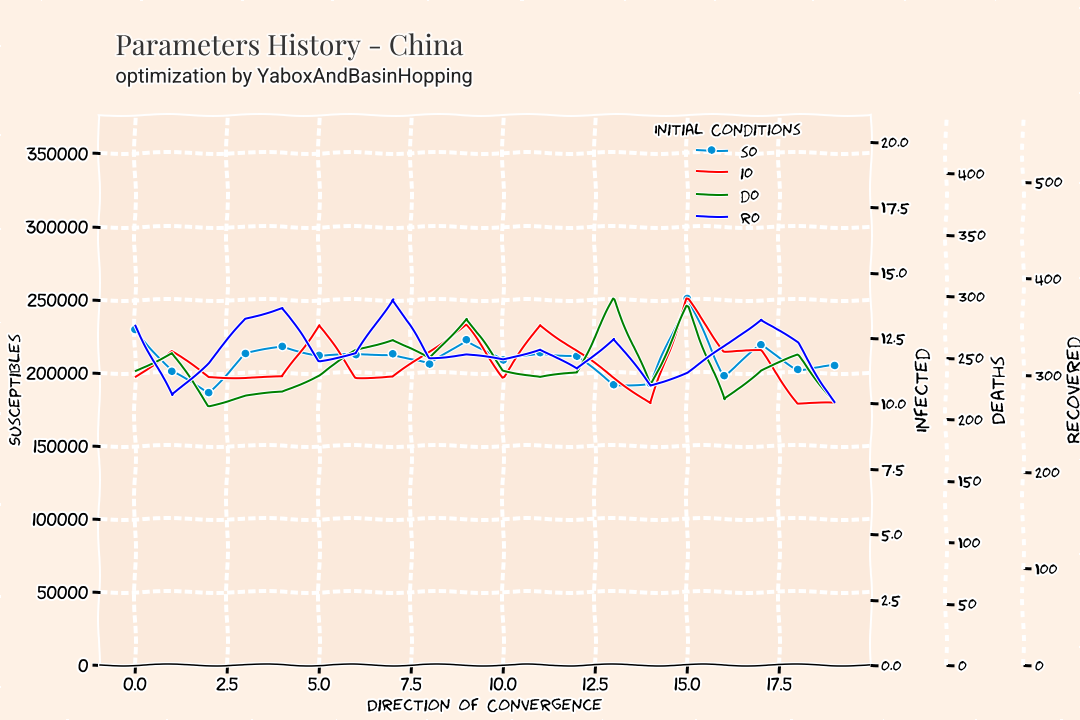 Parameters History - China
optimization by YaboxAndBasinHopping
INITIAL CONDITIONS
S0
I0
D0
R0
SUSCEPTIBLES
350000
300000
250000
200000
150000
100000
50000
0
20.0
17.5
15.0
12.5
10.0
7.5
5.0
2.5
0.0
INFECTED
400
350
300
250
200
150
100
50
0
DEATHS
500
400
300
200
100
0
RECOVERED
0.0 2.5 5.0 7.5 10.0 12.5 15.0 17.5
DIRECTION OF CONVERGENCE